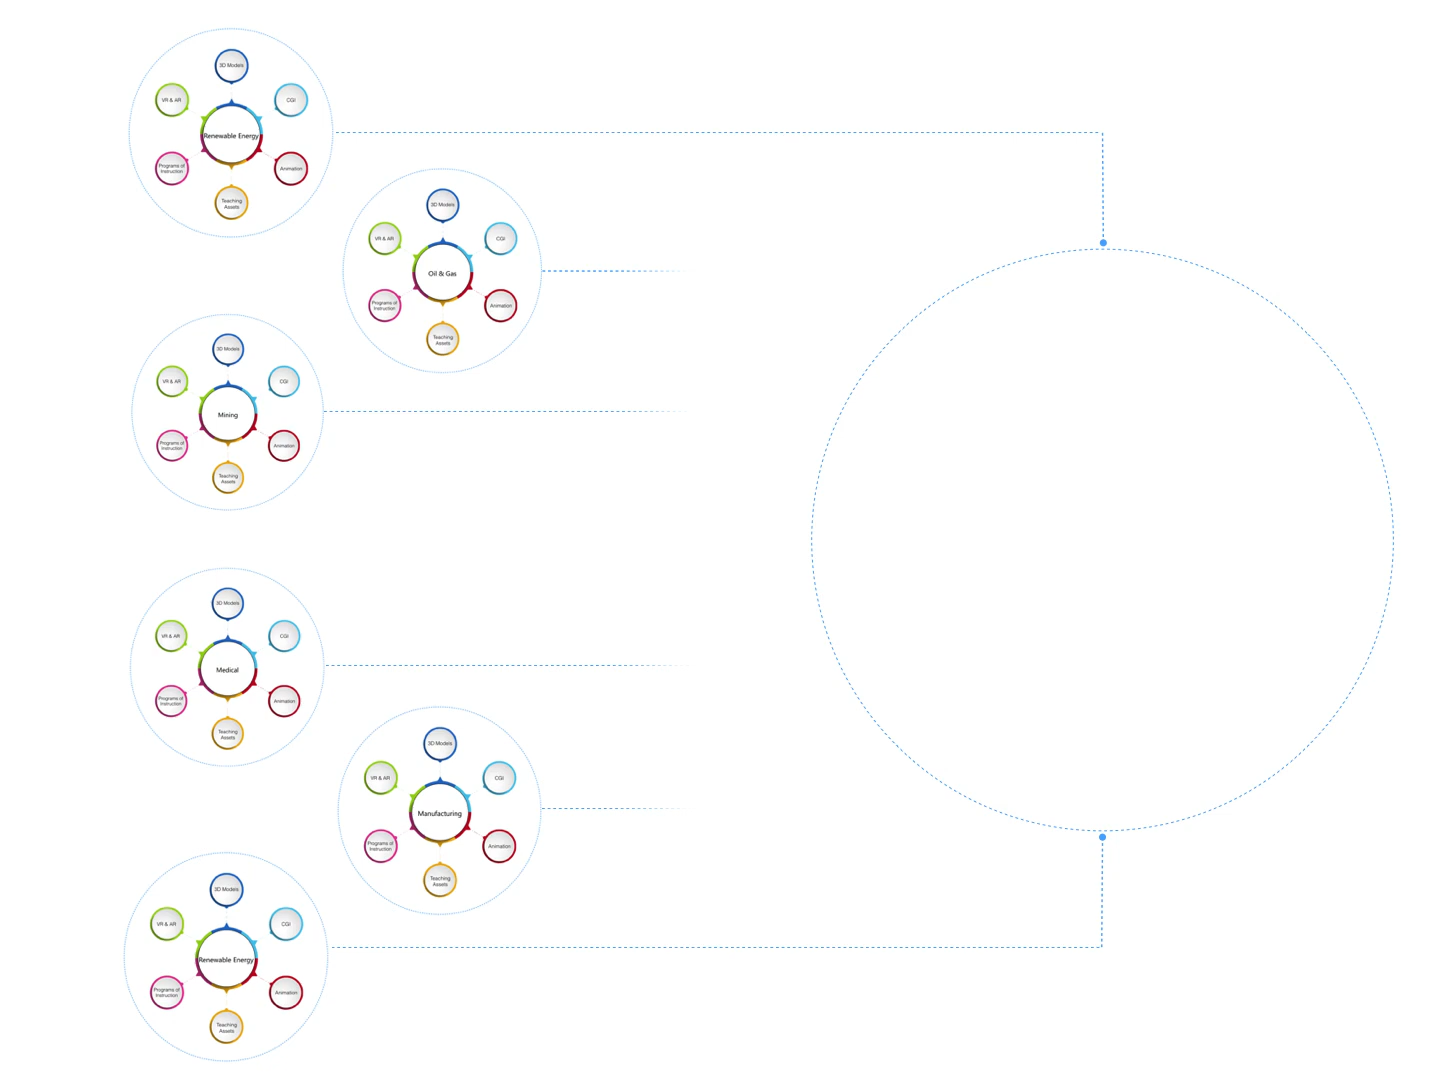 3D Models
VR & AR
CGI
Renewable Energy
Programs of
Instruction
Animation
Teaching
Assets
3D Models
VR & AR
CGI
Oil & Gas
Programs of
Instruction
Animation
Teaching
Assets
3D Models
VR & AR
CGI
Mining
Programs of
Instruction
Animation
Teaching
Assets
3D Models
VR & AR
CGI
Medical
Programs of
Instruction
Animation
Teaching
Assets
3D Models
VR & AR
CGI
Manufacturing
Programs of
Instruction
Animation
Teaching
Assets
3D Models
VR & AR
CGI
Renewable Energy
Programs of
Instruction
Animation
Teaching
Assets